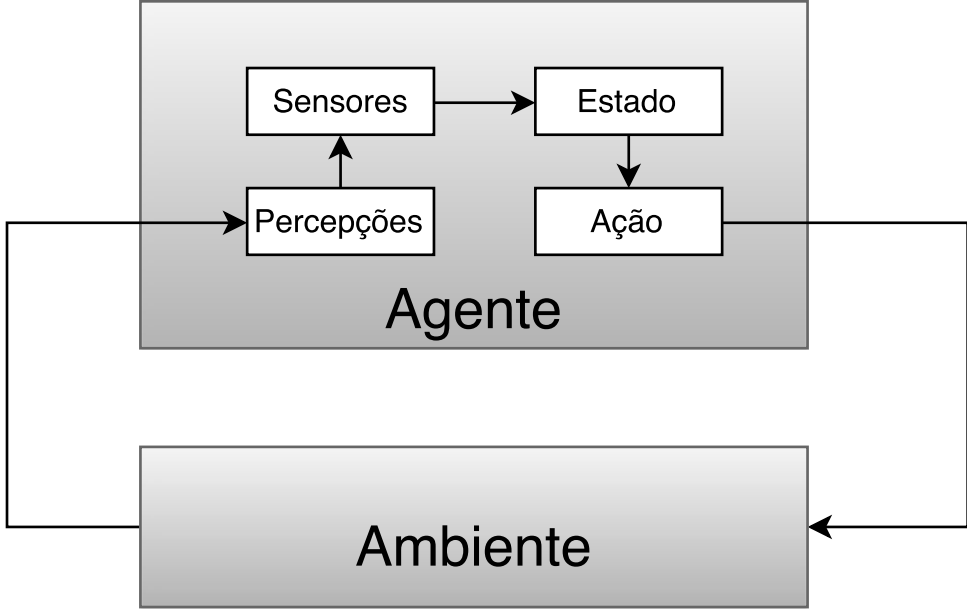 Sensores
Estado
Percepções
Ação
Agente
Ambiente